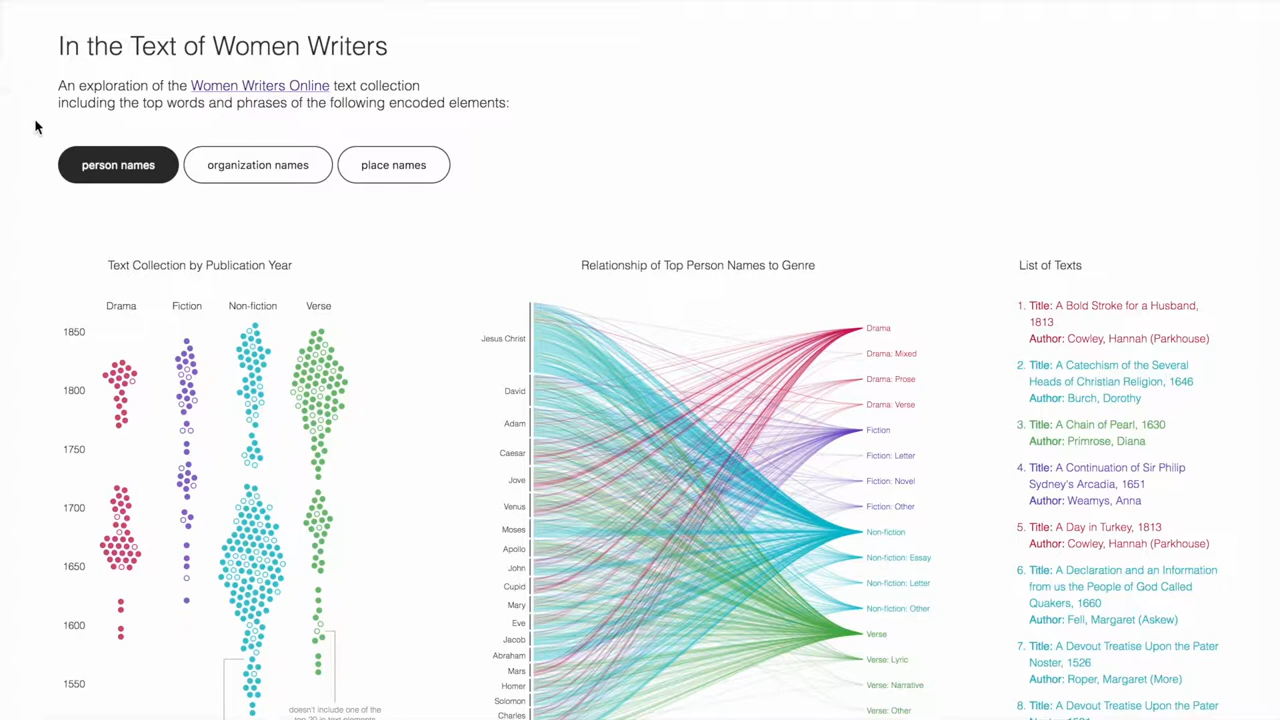 In the Text of Women Writers
An exploration of the Women Writers Online text collection
including the top words and phrases of the following encoded elements:
person names
organization names
place names
Text Collection by Publication Year
Drama
Fiction
Non-fiction
Verse
1850
1800
1750
1700
1650
1600
1550
doesn't include one of the
top 20 in-text elements
Relationship of Top Person Names to Genre
Jesus Christ
David
Adam
Caesar
Jove
Venus
Moses
Apollo
John
Cupid
Mary
Eve
Jacob
Abraham
Mars
Homer
Solomon
Charles
Drama
Drama: Mixed
Drama: Prose
Drama: Verse
Fiction
Fiction: Letter
Fiction: Novel
Fiction: Other
Non-fiction
Non-fiction: Essay
Non-fiction: Letter
Non-fiction: Other
Verse
Verse: Lyric
Verse: Narrative
Verse: Other
List of Texts
1. Title: A Bold Stroke for a Husband,
1813
Author: Cowley, Hannah (Parkhouse)
2. Title: A Catechism of the Several
Heads of Christian Religion, 1646
Author: Burch, Dorothy
3. Title: A Chain of Pearl, 1630
Author: Primrose, Diana
4. Title: A Continuation of Sir Philip
Sydney's Arcadia, 1651
Author: Weamys, Anna
5. Title: A Day in Turkey, 1813
Author: Cowley, Hannah (Parkhouse)
6. Title: A Declaration and an Information
from us the People of God Called
Quakers, 1660
Author: Fell, Margaret (Askew)
7. Title: A Devout Treatise Upon the Pater
Noster, 1526
Author: Roper, Margaret (More)
8. Title: A Devout Treatise Upon the Pater